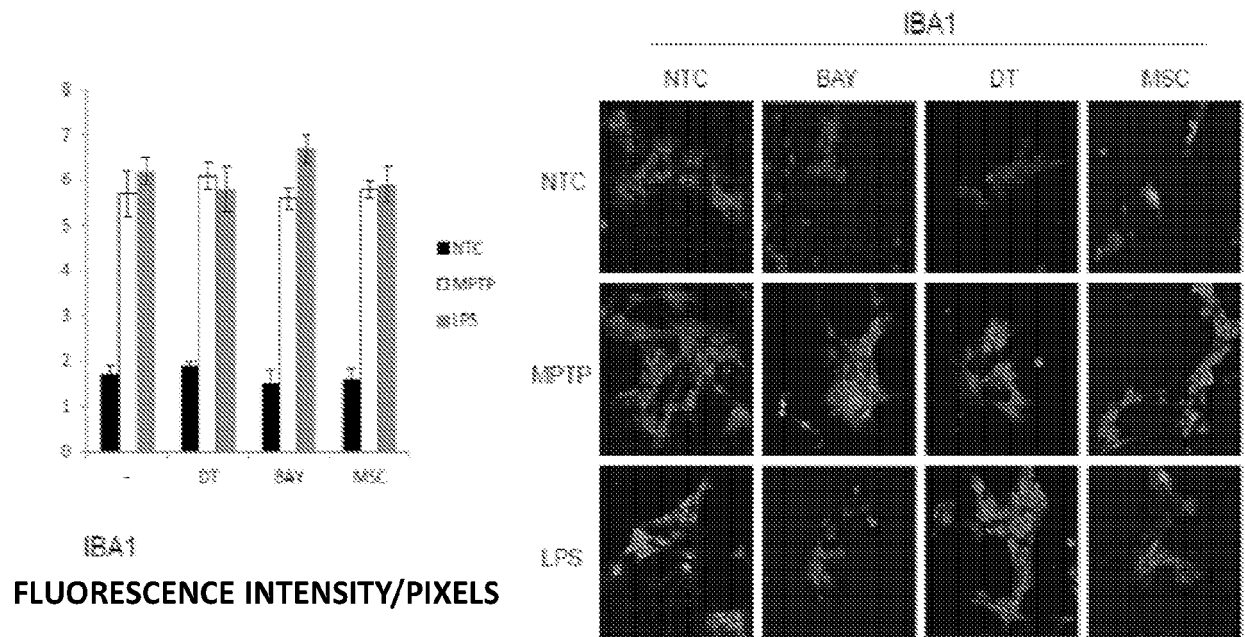 8
7
6
5
4
3
2
1
0
- DT BAY MSC
NTC
MPTP
LPS
IBA1
FLUORESCENCE INTENSITY/PIXELS
IBA1
NTC BAY DT MSC
NTC
MPTP
LPS